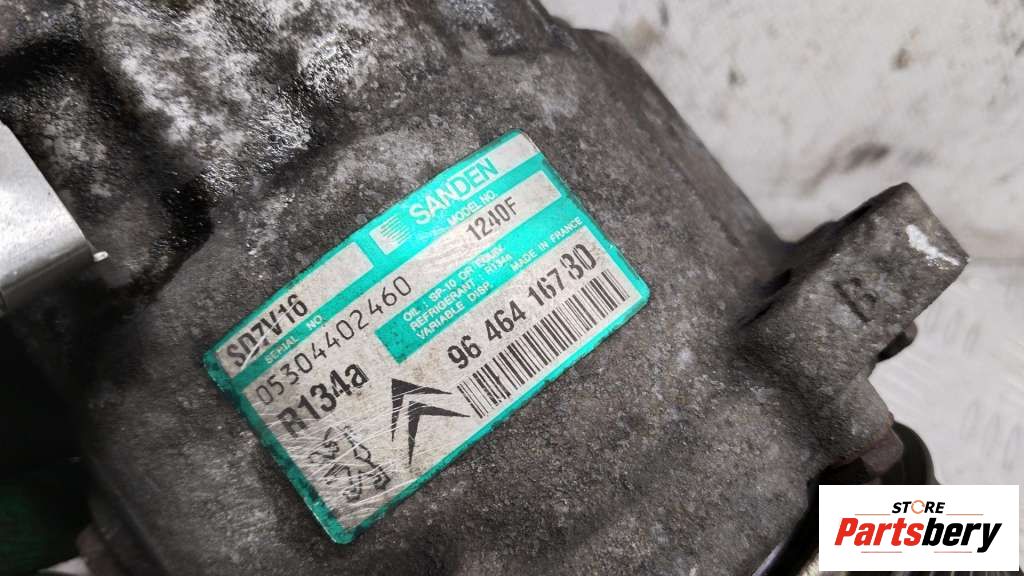 SANDEN
MODEL NO.
1240F
SD7V16
SERIAL NO.
05304402460
R134a
OIL : SP-10 OR EQUIV.
REFRIGERANT R134a
VARIABLE DISP. MADE IN FRANCE
96 464 167 80
B
STORE
Partsbery